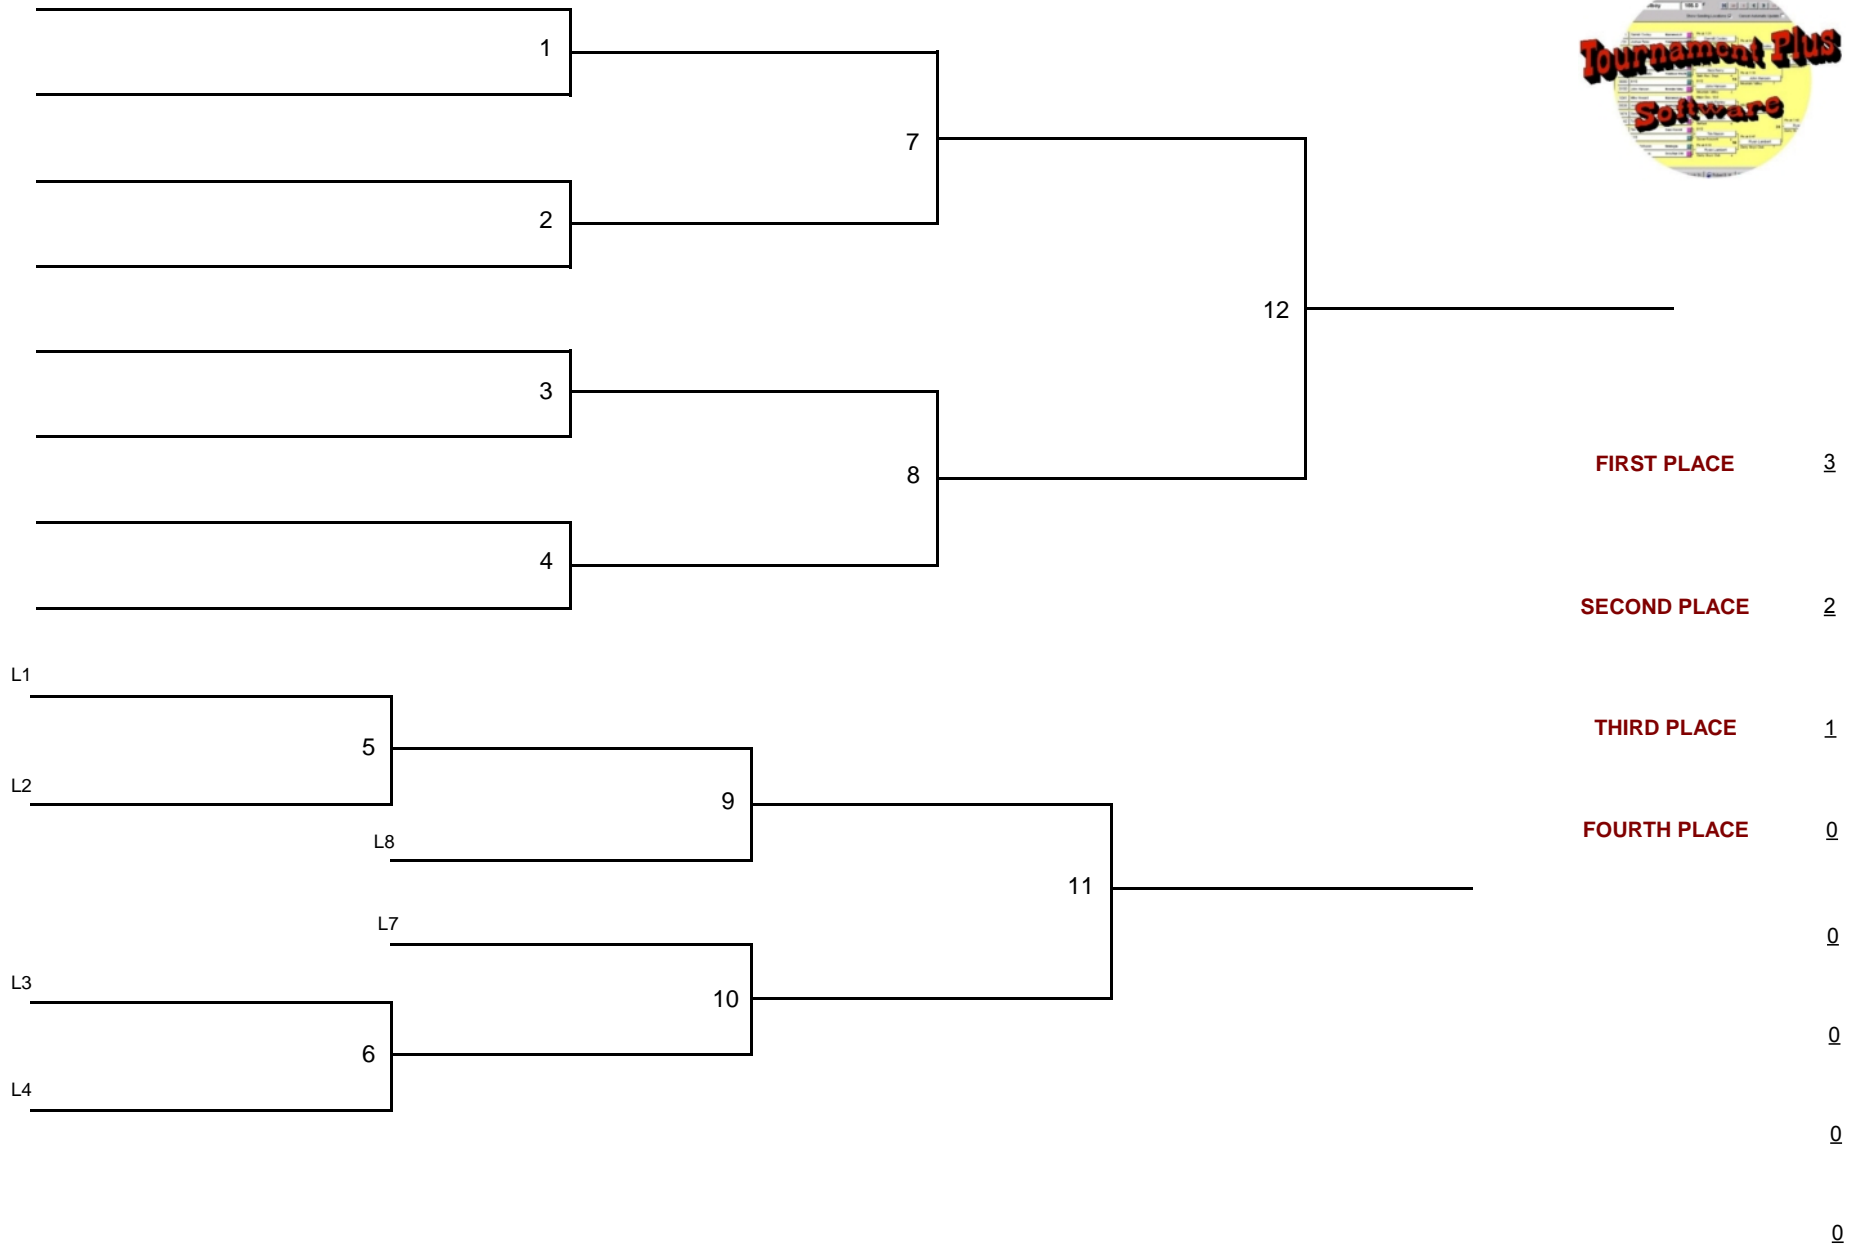 Tournament Plus
Software
1
7
2
12
3
8
FIRST PLACE 3
4
SECOND PLACE 2
L1
5
THIRD PLACE 1
L2
9
L8
FOURTH PLACE 0
11
L7
0
L3
10
0
6
L4
0
0